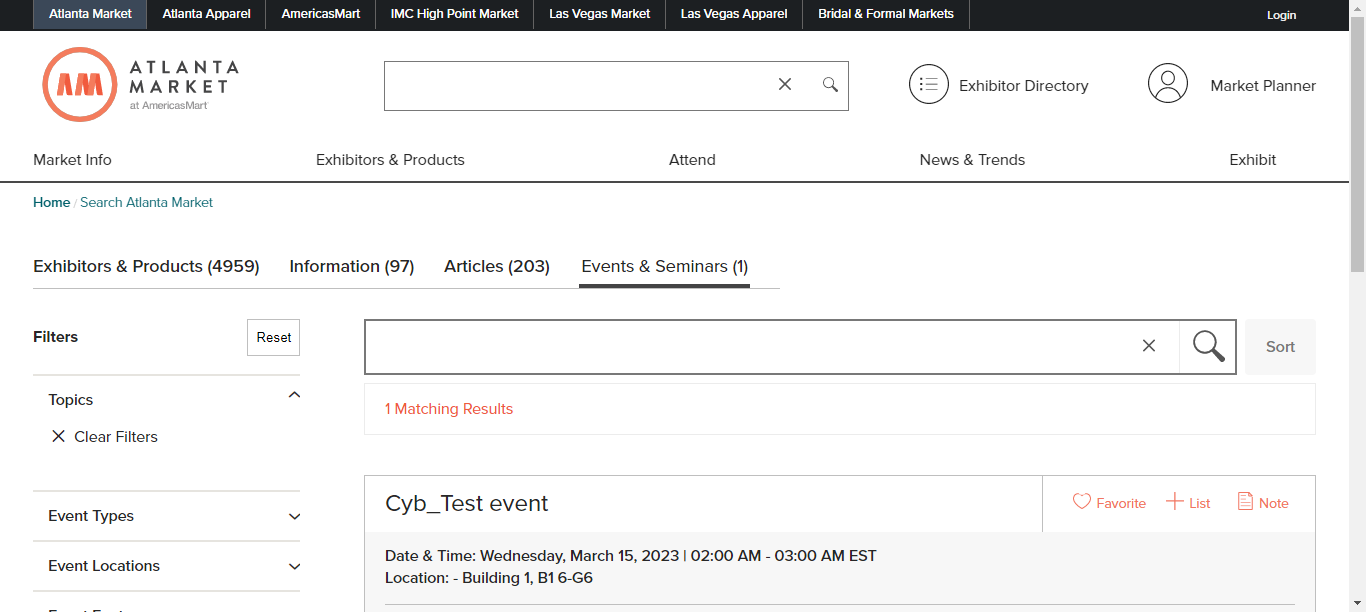 Atlanta Market Atlanta Apparel AmericasMart IMC High Point Market Las Vegas Market Las Vegas Apparel Bridal & Formal Markets Login
AM ATLANTA
MARKET
at AmericasMart
Exhibitor Directory Market Planner
Market Info Exhibitors & Products Attend News & Trends Exhibit
Home / Search Atlanta Market
Exhibitors & Products (4959) Information (97) Articles (203) Events & Seminars (1)
Filters Reset Sort
Topics
1 Matching Results
Clear Filters
Cyb_Test event Favorite List Note
Event Types
Date & Time: Wednesday, March 15, 2023 | 02:00 AM - 03:00 AM EST
Event Locations
Location: - Building 1, B1 6-G6